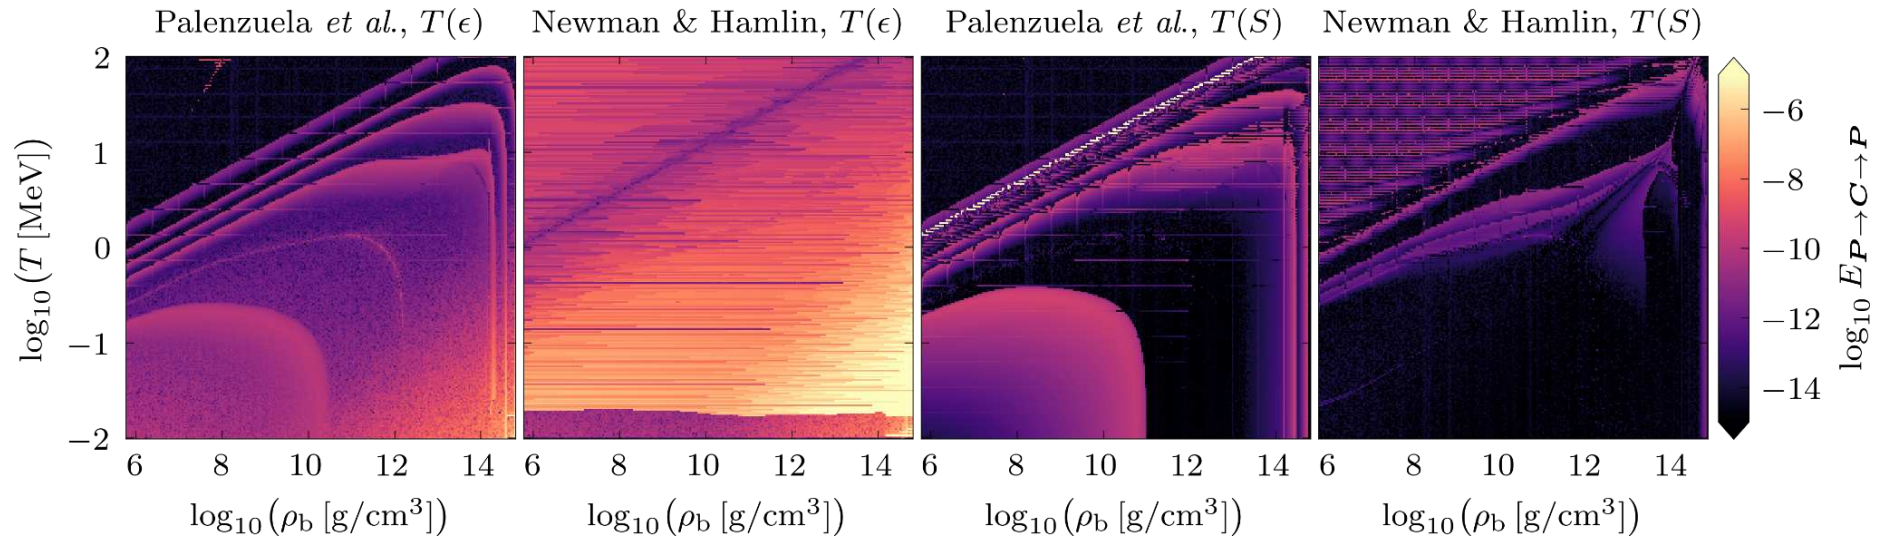 Palenzuela et al., T(ϵ) Newman & Hamlin, T(ϵ) Palenzuela et al., T(S) Newman & Hamlin, T(S)
log₁₀(T [MeV])
2
1
0
−1
−2
6 8 10 12 14 6 8 10 12 14 6 8 10 12 14 6 8 10 12 14
log₁₀(ρb [g/cm³]) log₁₀(ρb [g/cm³]) log₁₀(ρb [g/cm³]) log₁₀(ρb [g/cm³])
−6
−8
−10
−12
−14
log₁₀ E P→C→P